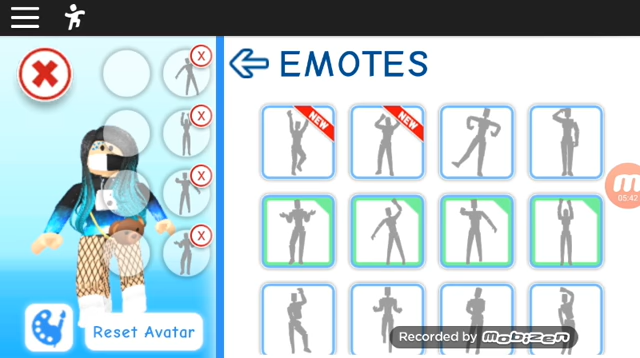 EMOTES
X
X
X
X
NEW
NEW
05:42
Reset Avatar
Recorded by mobizen